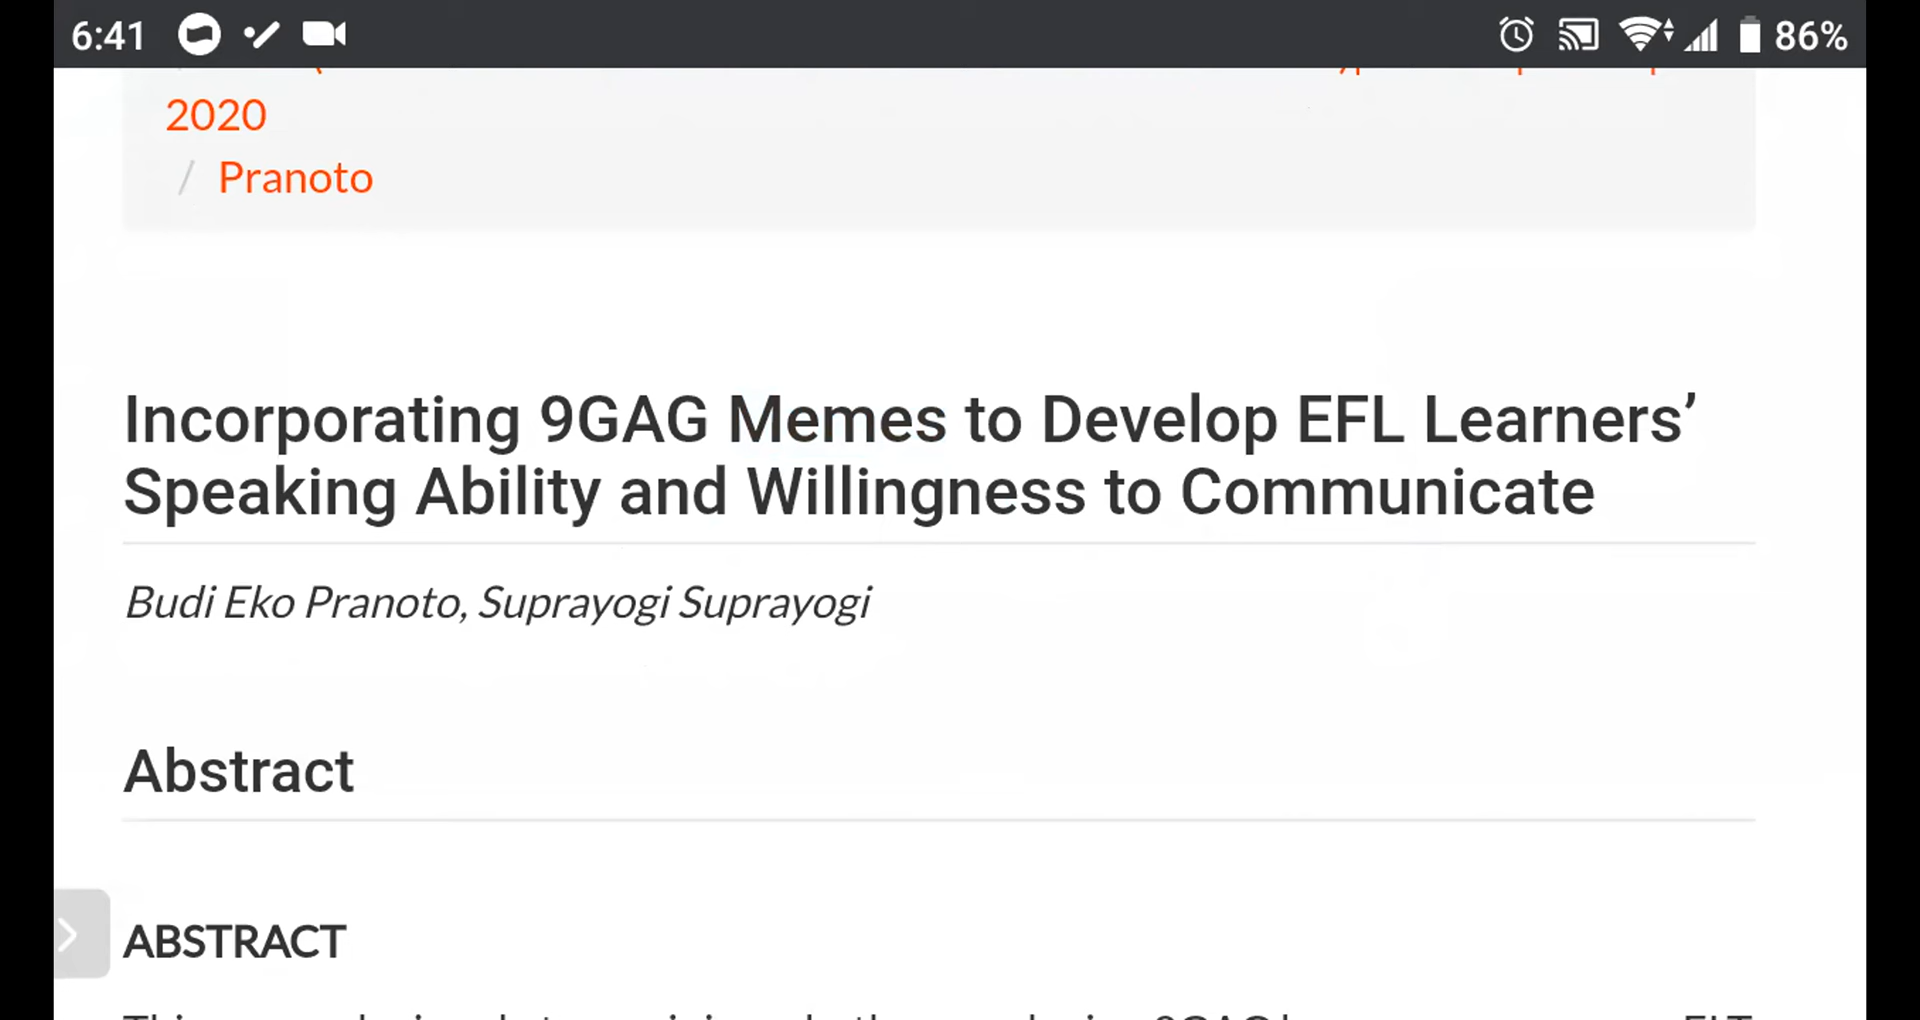 6:41 86%
2020
/ Pranoto
Incorporating 9GAG Memes to Develop EFL Learners’
Speaking Ability and Willingness to Communicate
Budi Eko Pranoto, Suprayogi Suprayogi
Abstract
ABSTRACT